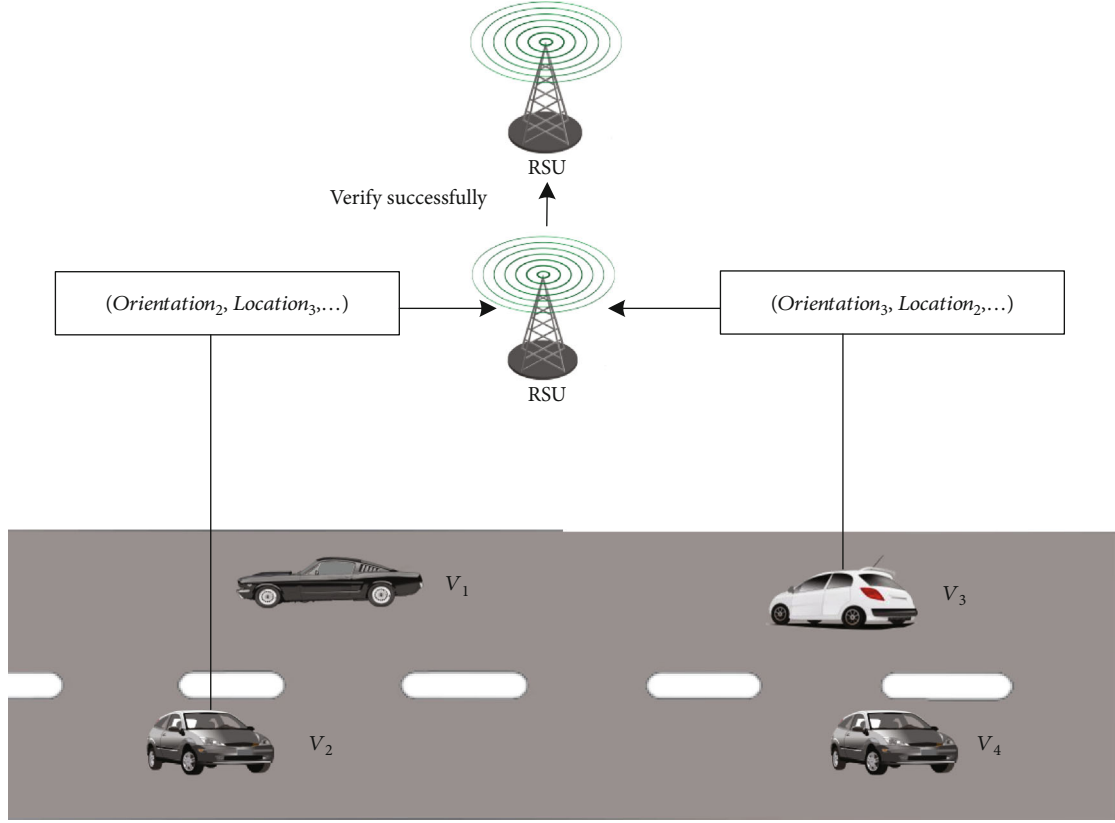 RSU
Verify successfully
(Orientation₂, Location₃,...)
(Orientation₃, Location₂,...)
RSU
V₁
V₃
V₂
V₄